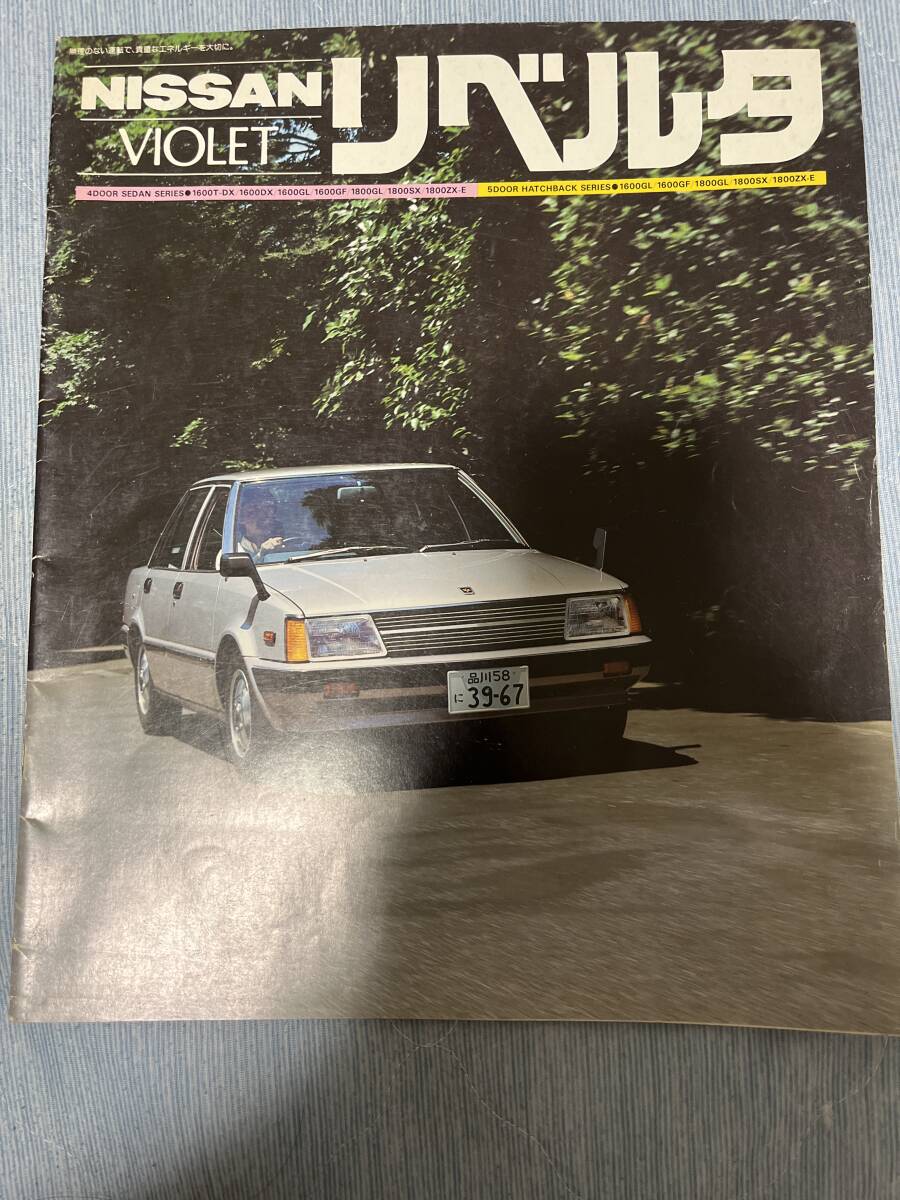 無理のない運転で、貴重なエネルギーを大切に。
NISSAN
VIOLET
リベルタ
4DOOR SEDAN SERIES●1600T-DX/1600DX/1600GL/1600GF/1800GL/1800SX/1800ZX-E
5DOOR HATCHBACK SERIES●1600GL/1600GF/1800GL/1800SX/1800ZX-E
品川58
に 39-67